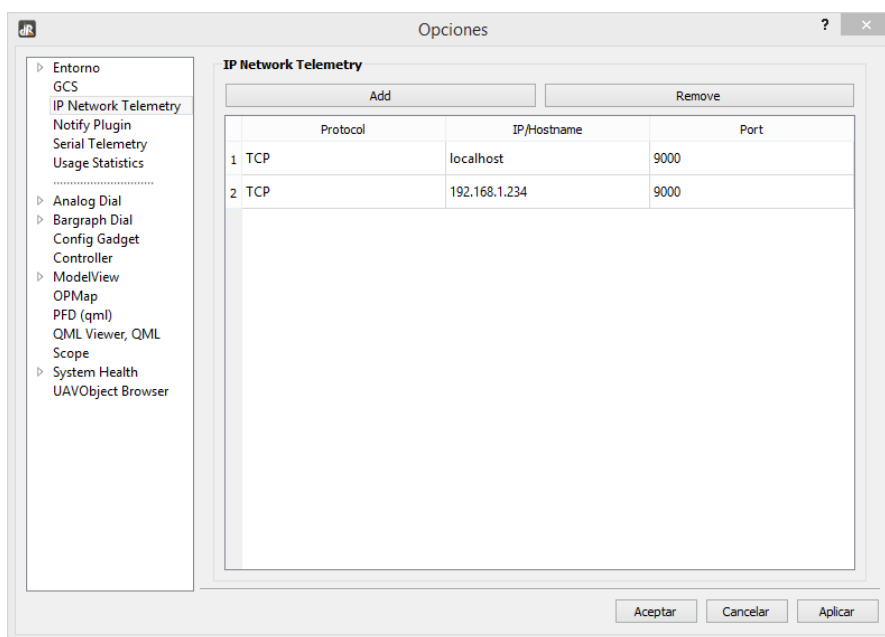 dR
Opciones
?
×
Entorno
GCS
IP Network Telemetry
Notify Plugin
Serial Telemetry
Usage Statistics
Analog Dial
Bargraph Dial
Config Gadget
Controller
ModelView
OPMap
PFD (qml)
QML Viewer, QML
Scope
System Health
UAVObject Browser
IP Network Telemetry
Add Remove
Protocol IP/Hostname Port
1 TCP localhost 9000
2 TCP 192.168.1.234 9000
Aceptar Cancelar Aplicar